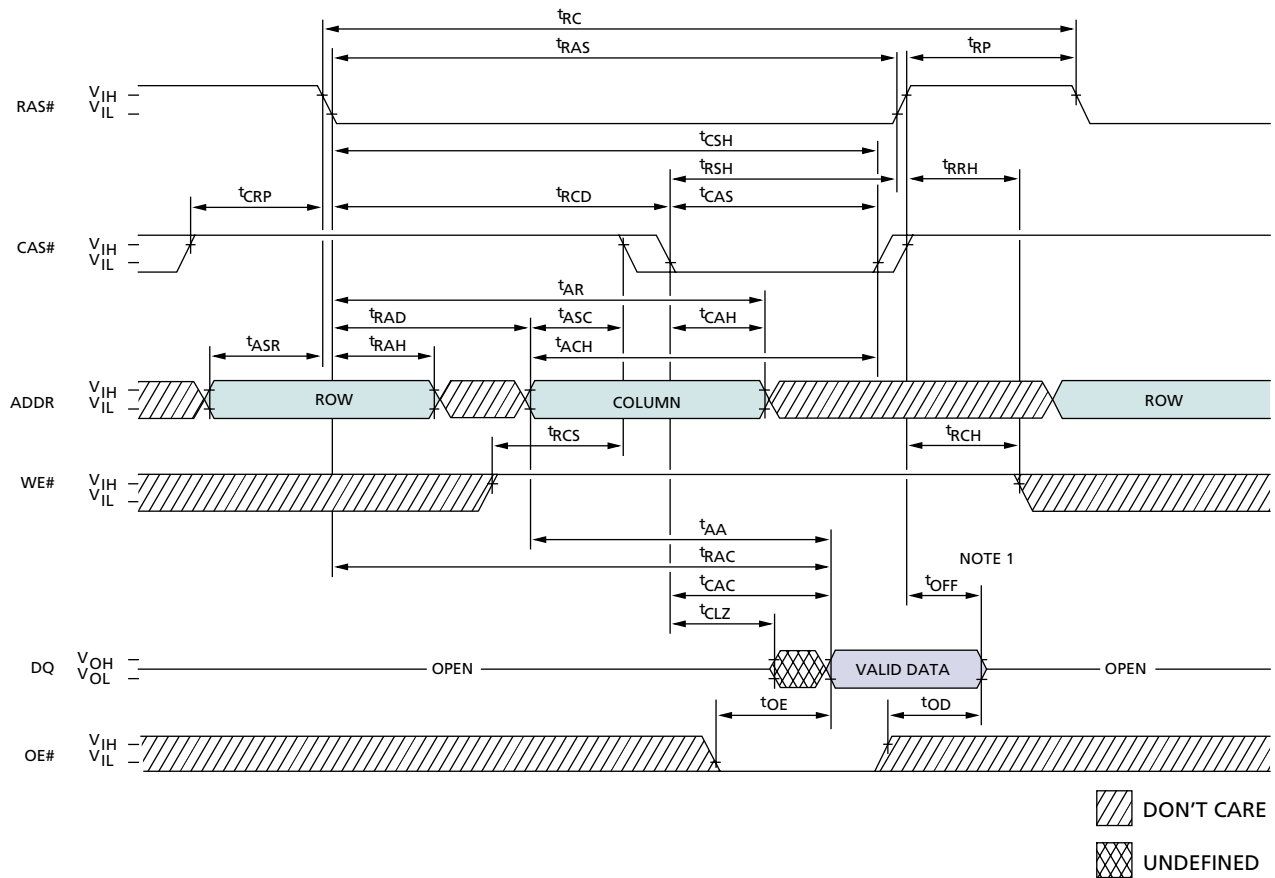 tRC
tRAS
tRP
RAS#
VIH
VIL
tCSH
tRSH
tRRH
tCRP
tRCD
tCAS
CAS#
VIH
VIL
tAR
tRAD
tASC
tCAH
tASR
tRAH
tACH
ADDR
VIH
VIL
ROW
COLUMN
ROW
tRCS
tRCH
WE#
VIH
VIL
tAA
tRAC
NOTE 1
tCAC
tOFF
tCLZ
DQ
VOH
VOL
OPEN
VALID DATA
OPEN
tOE
tOD
OE#
VIH
VIL
DON'T CARE
UNDEFINED